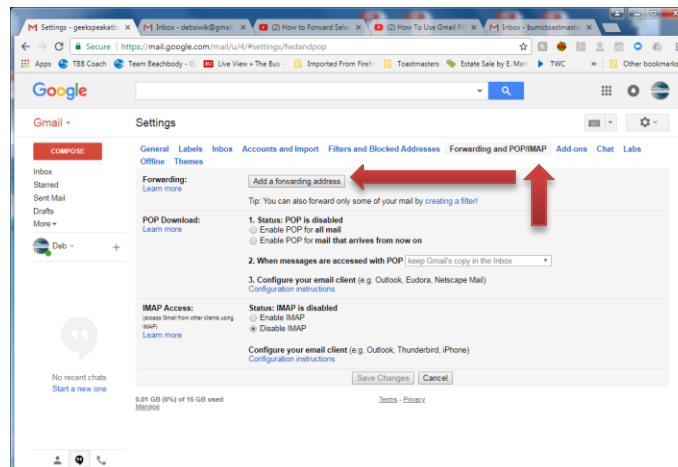 Settings - geekspeakatb
Inbox - debsiwik@gmail
(2) How to Forward Sele
(2) How To Use Gmail Fil
Inbox - bumctoastmaste
Secure https://mail.google.com/mail/u/4/#settings/fwdandpop
Apps TBB Coach Team Beachbody - G Live View » The Bus - Imported From Firef Toastmasters Estate Sale by E. Mat TWC » Other bookmarks
Google
Gmail
Settings
COMPOSE
General Labels Inbox Accounts and Import Filters and Blocked Addresses Forwarding and POP/IMAP Add-ons Chat Labs
Offline Themes
Inbox
Starred
Sent Mail
Drafts
More
Deb +
Forwarding:
Learn more
Add a forwarding address
Tip: You can also forward only some of your mail by creating a filter!
POP Download:
Learn more
1. Status: POP is disabled
Enable POP for all mail
Enable POP for mail that arrives from now on
2. When messages are accessed with POP keep Gmail's copy in the Inbox
3. Configure your email client (e.g. Outlook, Eudora, Netscape Mail)
Configuration instructions
IMAP Access:
(access Gmail from other clients using
IMAP)
Learn more
Status: IMAP is disabled
Enable IMAP
Disable IMAP
Configure your email client (e.g. Outlook, Thunderbird, iPhone)
Configuration instructions
Save Changes Cancel
No recent chats
Start a new one
0.01 GB (0%) of 15 GB used
Manage
Terms - Privacy